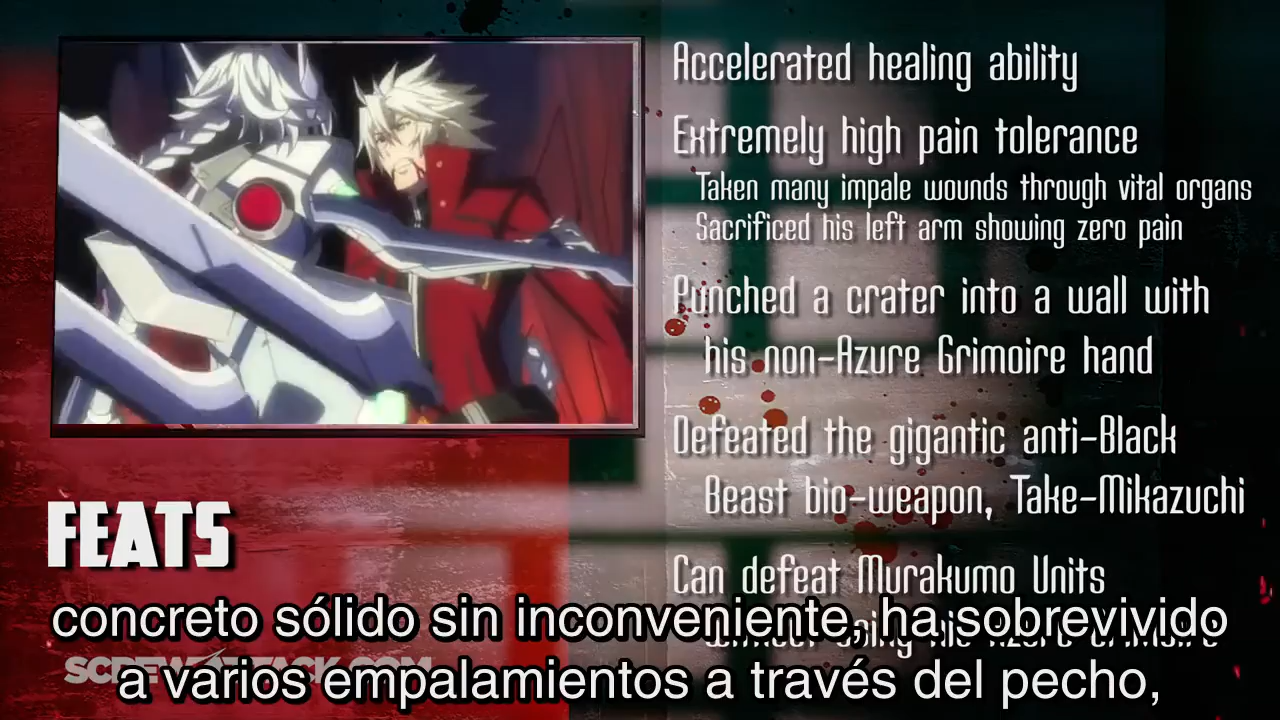 Accelerated healing ability
Extremely high pain tolerance
Taken many impale wounds through vital organs
Sacrificed his left arm showing zero pain
Punched a crater into a wall with
his non-Azure Grimoire hand
Defeated the gigantic anti-Black
Beast bio-weapon, Take-Mikazuchi
Can defeat Murakumo Units
FEATS
concreto sólido sin inconveniente, ha sobrevivido
a varios empalamientos a través del pecho,